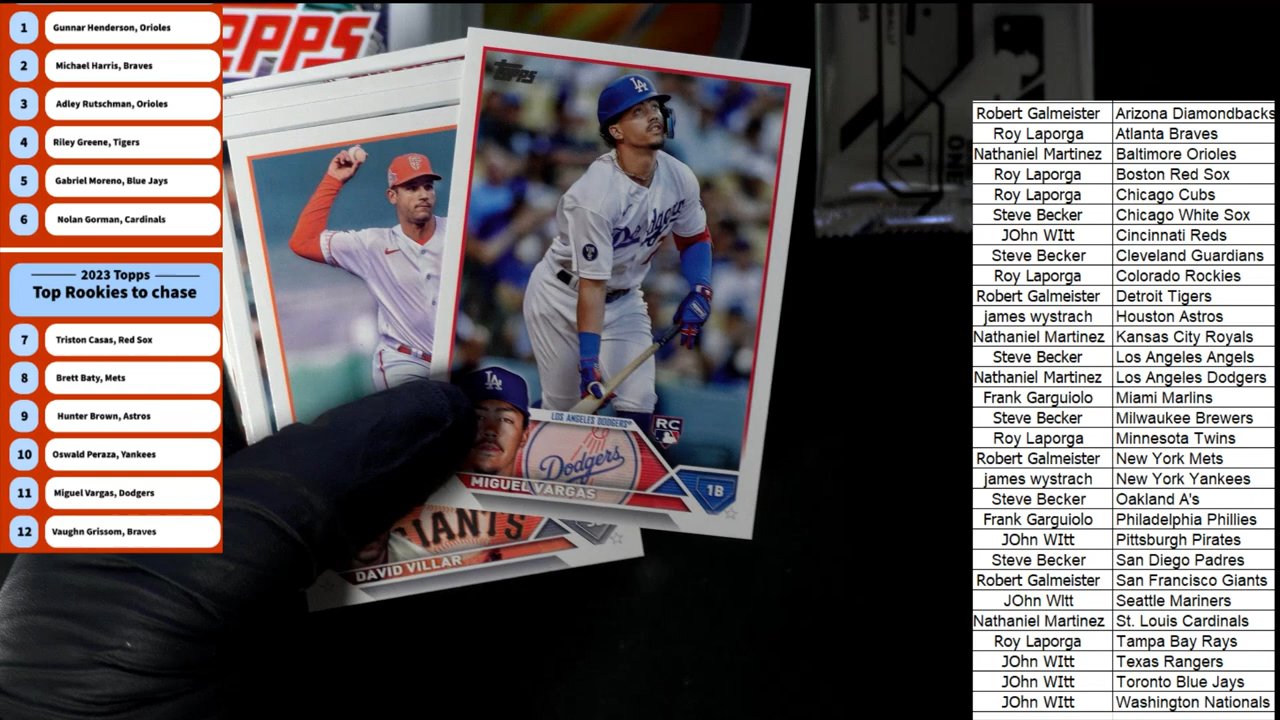 1 Gunnar Henderson, Orioles
2 Michael Harris, Braves
3 Adley Rutschman, Orioles
4 Riley Greene, Tigers
5 Gabriel Moreno, Blue Jays
6 Nolan Gorman, Cardinals
2023 Topps
Top Rookies to chase
7 Triston Casas, Red Sox
8 Brett Baty, Mets
9 Hunter Brown, Astros
10 Oswald Peraza, Yankees
11 Miguel Vargas, Dodgers
12 Vaughn Grissom, Braves
TOPPS
LA
Dodgers
LA
LOS ANGELES DODGERS
RC
Dodgers
MIGUEL VARGAS
1B
GIANTS
DAVID VILLAR
1
ONE
Robert Galmeister Arizona Diamondbacks
Roy Laporga Atlanta Braves
Nathaniel Martinez Baltimore Orioles
Roy Laporga Boston Red Sox
Roy Laporga Chicago Cubs
Steve Becker Chicago White Sox
JOhn WItt Cincinnati Reds
Steve Becker Cleveland Guardians
Roy Laporga Colorado Rockies
Robert Galmeister Detroit Tigers
james wystrach Houston Astros
Nathaniel Martinez Kansas City Royals
Steve Becker Los Angeles Angels
Nathaniel Martinez Los Angeles Dodgers
Frank Garguiolo Miami Marlins
Steve Becker Milwaukee Brewers
Roy Laporga Minnesota Twins
Robert Galmeister New York Mets
james wystrach New York Yankees
Steve Becker Oakland A's
Frank Garguiolo Philadelphia Phillies
JOhn WItt Pittsburgh Pirates
Steve Becker San Diego Padres
Robert Galmeister San Francisco Giants
JOhn WItt Seattle Mariners
Nathaniel Martinez St. Louis Cardinals
Roy Laporga Tampa Bay Rays
JOhn WItt Texas Rangers
JOhn WItt Toronto Blue Jays
JOhn WItt Washington Nationals